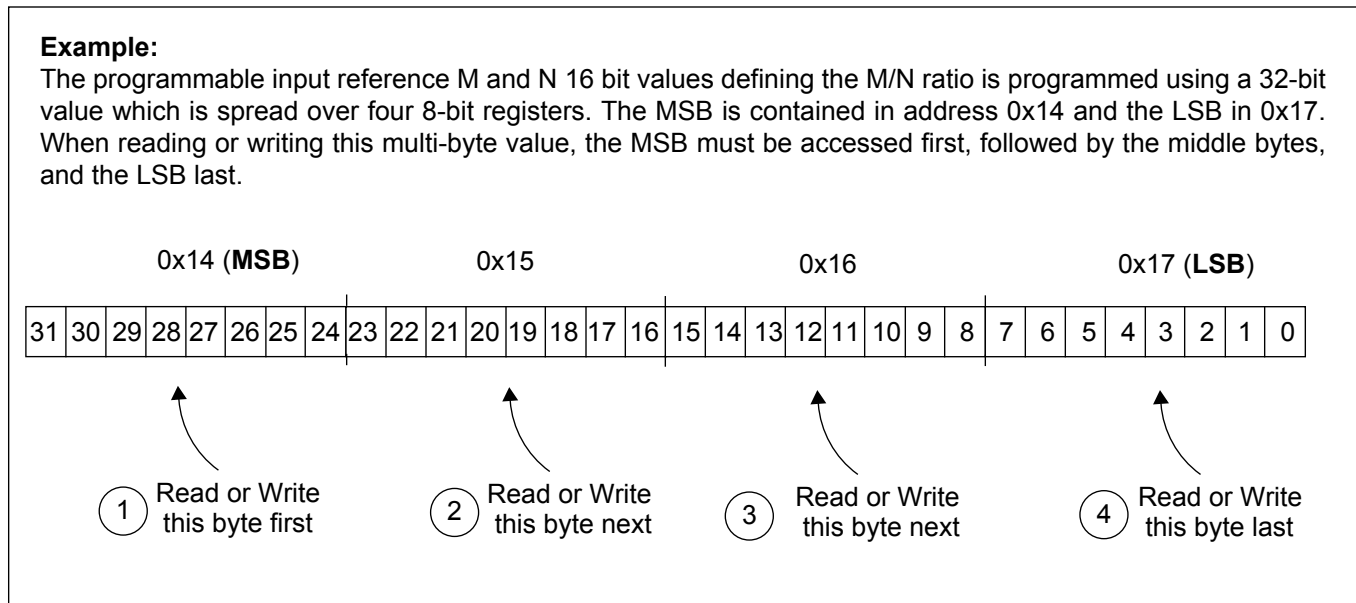 Example:
The programmable input reference M and N 16 bit values defining the M/N ratio is programmed using a 32-bit
value which is spread over four 8-bit registers. The MSB is contained in address 0x14 and the LSB in 0x17.
When reading or writing this multi-byte value, the MSB must be accessed first, followed by the middle bytes,
and the LSB last.
0x14 (MSB) 0x15 0x16 0x17 (LSB)
31 30 29 28 27 26 25 24 23 22 21 20 19 18 17 16 15 14 13 12 11 10 9 8 7 6 5 4 3 2 1 0
1 Read or Write
this byte first
2 Read or Write
this byte next
3 Read or Write
this byte next
4 Read or Write
this byte last